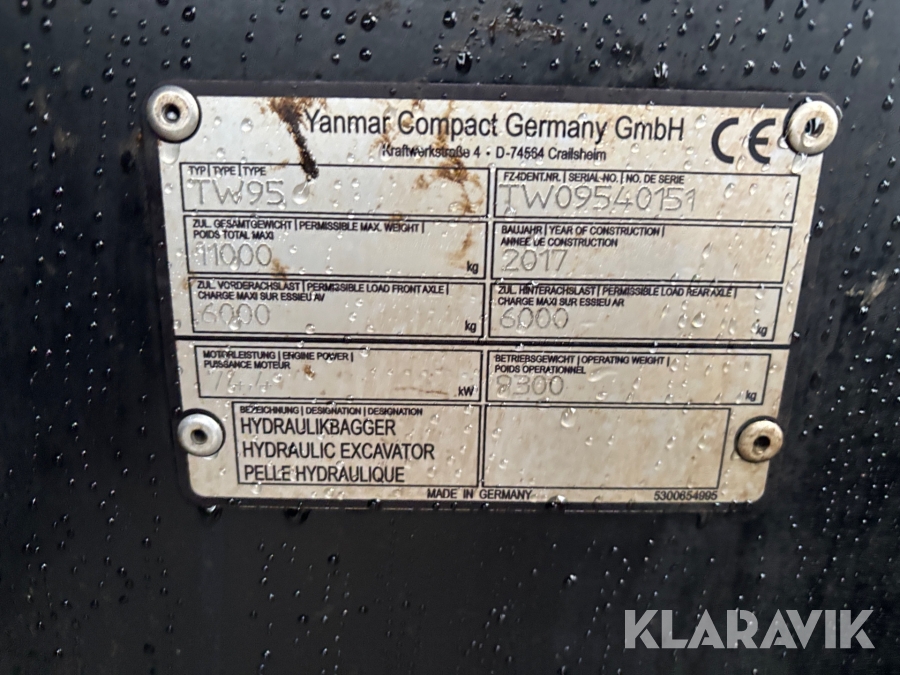 Yanmar Compact Germany GmbH
Kraftwerkstraße 4 • D-74564 Crailsheim
CE
TYP | TYPE | TYPE
TW95
FZ-IDENT.NR. | SERIAL-NO. | NO. DE SERIE
TW09540151
ZUL. GESAMTGEWICHT | PERMISSIBLE MAX. WEIGHT |
POIDS TOTAL MAXI
11000 kg
BAUJAHR | YEAR OF CONSTRUCTION |
ANNEE DE CONSTRUCTION
2017
ZUL. VORDERACHSLAST | PERMISSIBLE LOAD FRONT AXLE |
CHARGE MAXI SUR ESSIEU AV
6000 kg
ZUL. HINTERACHSLAST | PERMISSIBLE LOAD REAR AXLE |
CHARGE MAXI SUR ESSIEU AR
6000 kg
MOTORLEISTUNG | ENGINE POWER |
PUISSANCE MOTEUR
kW
BETRIEBSGEWICHT | OPERATING WEIGHT |
POIDS OPERATIONNEL
kg
BEZEICHNUNG | DESIGNATION | DESIGNATION
HYDRAULIKBAGGER
HYDRAULIC EXCAVATOR
PELLE HYDRAULIQUE
MADE IN GERMANY
5300654995
KLARAVIK